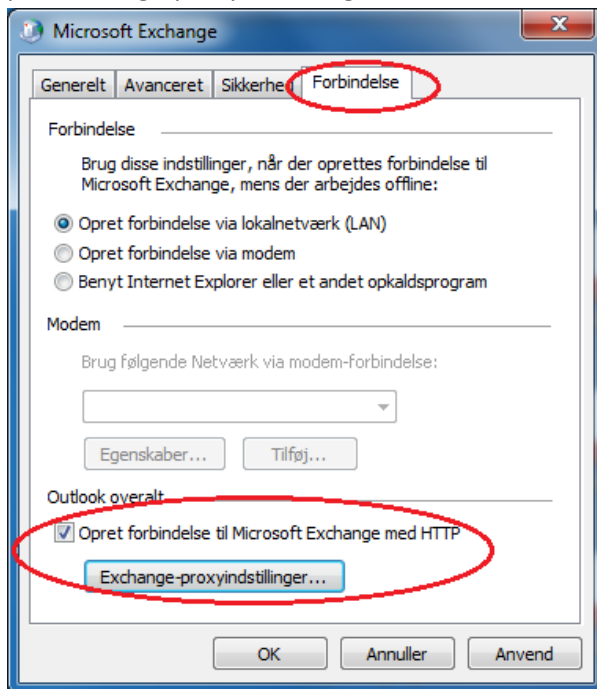 Microsoft Exchange
Generelt Avanceret Sikkerhed Forbindelse
Forbindelse
Brug disse indstillinger, når der oprettes forbindelse til
Microsoft Exchange, mens der arbejdes offline:
Opret forbindelse via lokalnetværk (LAN)
Opret forbindelse via modem
Benyt Internet Explorer eller et andet opkaldsprogram
Modem
Brug følgende Netværk via modem-forbindelse:
Egenskaber... Tilføj...
Outlook overalt
Opret forbindelse til Microsoft Exchange med HTTP
Exchange-proxyindstillinger...
OK Annuller Anvend